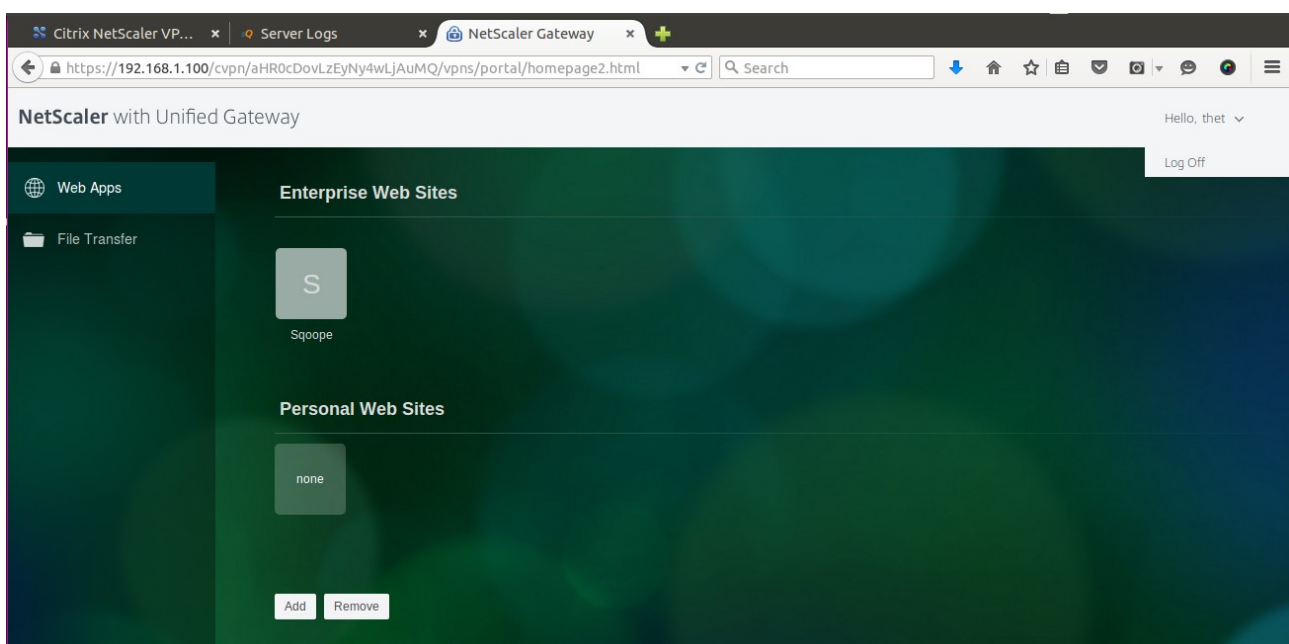 Citrix NetScaler VP... Server Logs NetScaler Gateway
https://192.168.1.100/cvpn/aHR0cDovLzEyNy4wLjAuMQ/vpns/portal/homepage2.html Search
NetScaler with Unified Gateway Hello, thet
Log Off
Web Apps
File Transfer
Enterprise Web Sites
S
Sqoope
Personal Web Sites
none
Add Remove